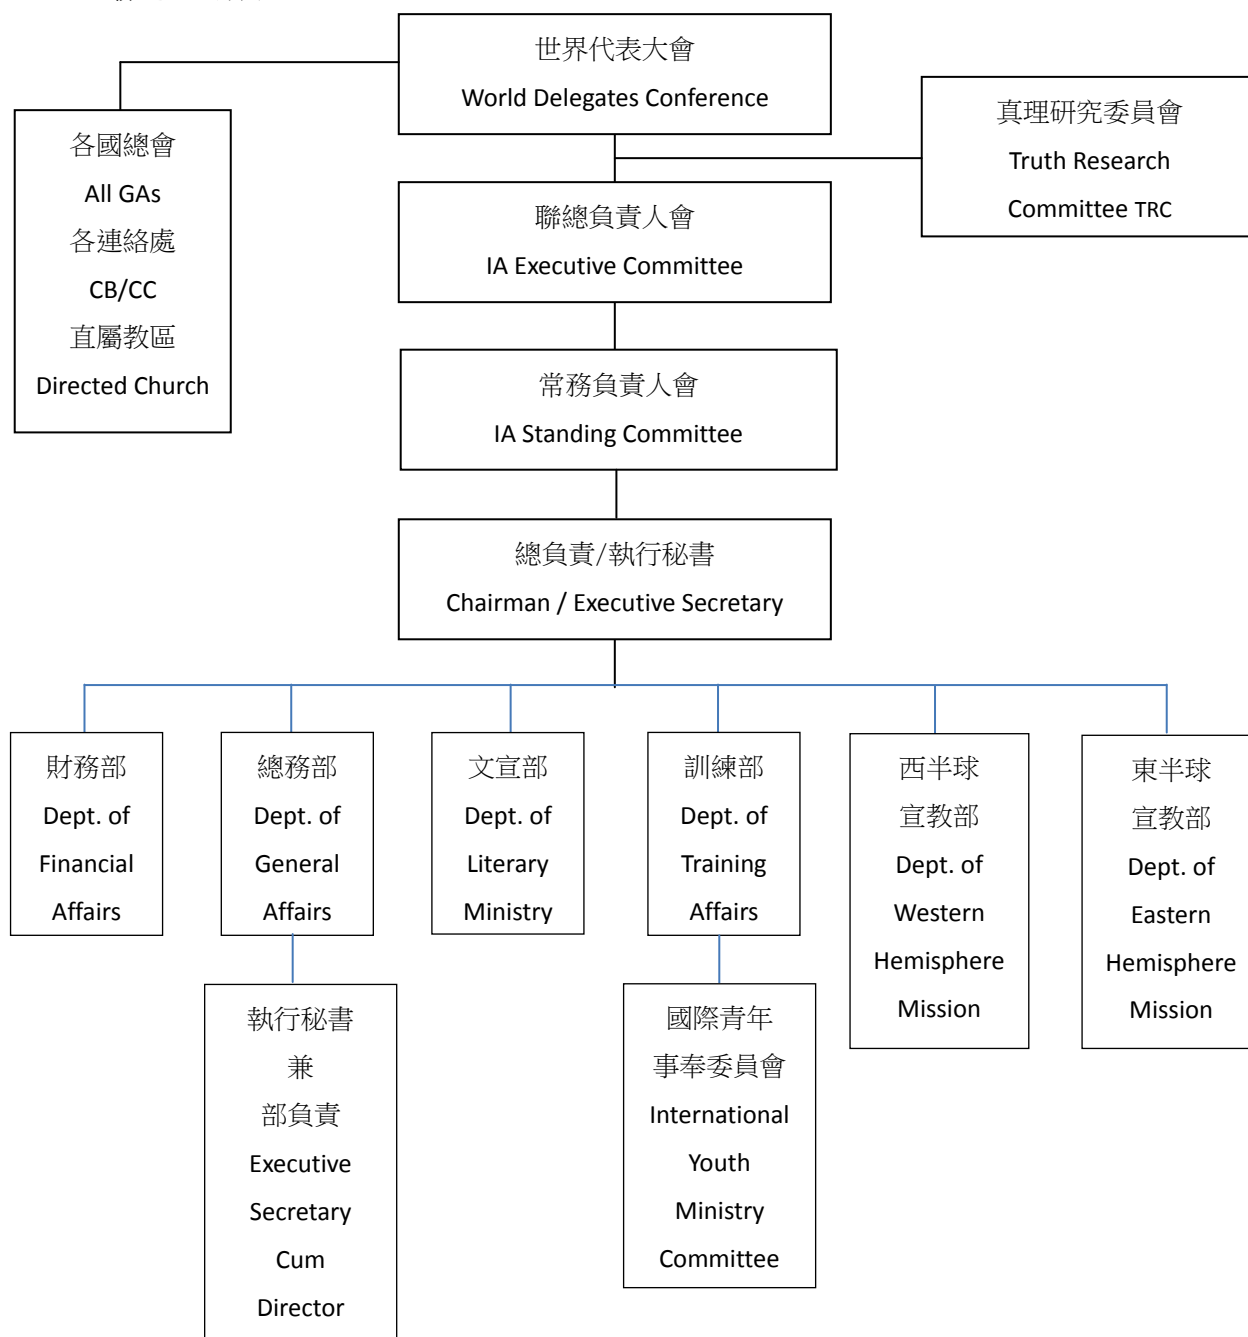 世界代表大會
World Delegates Conference
真理研究委員會
Truth Research
Committee TRC
各國總會
All GAs
各連絡處
CB/CC
直屬教區
Directed Church
聯總負責人會
IA Executive Committee
常務負責人會
IA Standing Committee
總負責/執行秘書
Chairman / Executive Secretary
財務部
Dept. of
Financial
Affairs
總務部
Dept. of
General
Affairs
文宣部
Dept. of
Literary
Ministry
訓練部
Dept. of
Training
Affairs
西半球
宣教部
Dept. of
Western
Hemisphere
Mission
東半球
宣教部
Dept. of
Eastern
Hemisphere
Mission
執行秘書
兼
部負責
Executive
Secretary
Cum
Director
國際青年
事奉委員會
International
Youth
Ministry
Committee